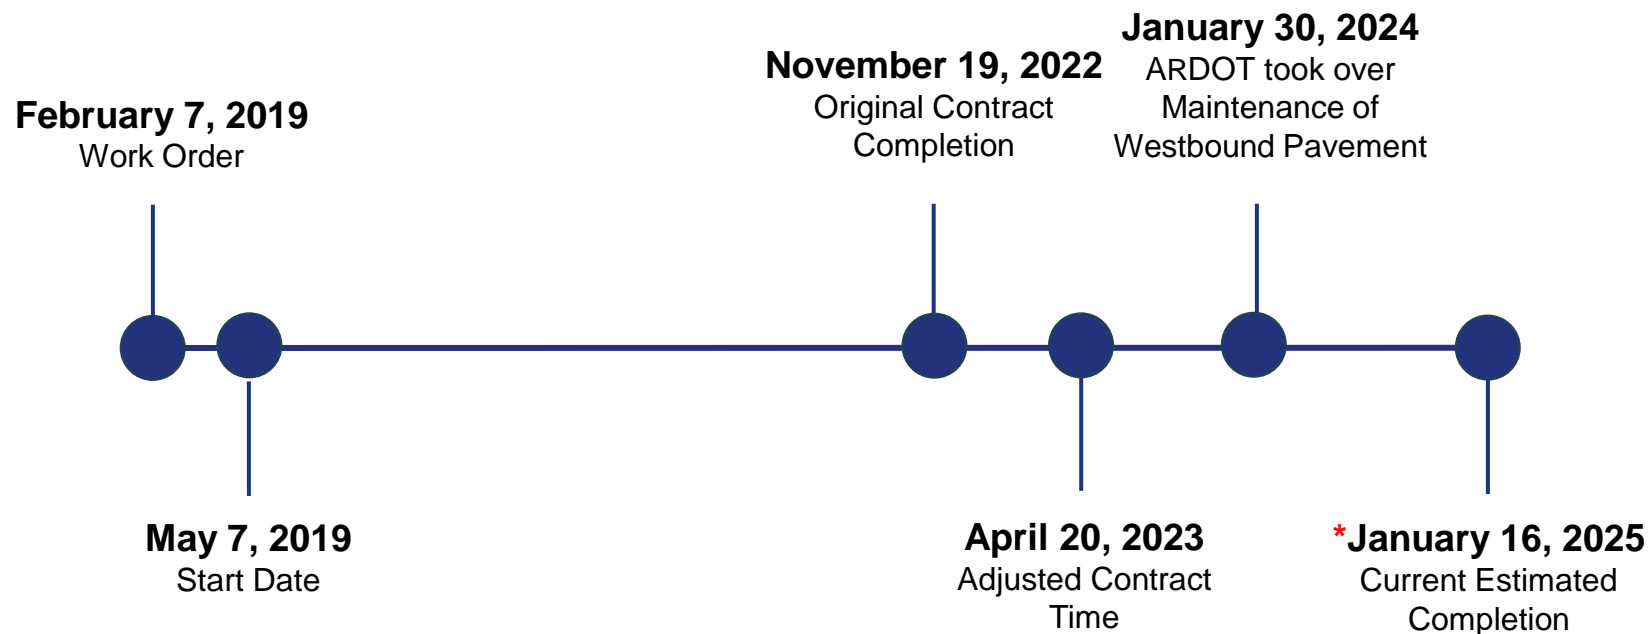 February 7, 2019
Work Order
May 7, 2019
Start Date
November 19, 2022
Original Contract
Completion
April 20, 2023
Adjusted Contract
Time
January 30, 2024
ARDOT took over
Maintenance of
Westbound Pavement
*January 16, 2025
Current Estimated
Completion